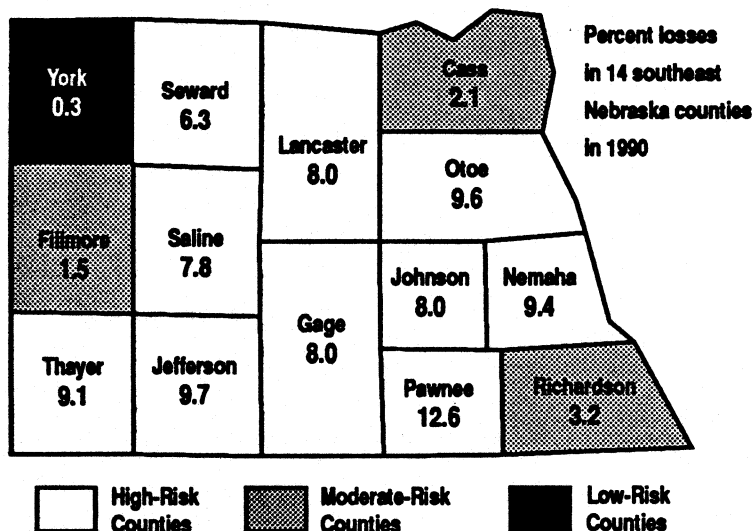 Percent losses
in 14 southeast
Nebraska counties
in 1990
York
0.3
Seward
6.3
Lancaster
8.0
Cass
2.1
Otoe
9.6
Fillmore
1.5
Saline
7.8
Gage
8.0
Johnson
8.0
Nemaha
9.4
Thayer
9.1
Jefferson
9.7
Pawnee
12.6
Richardson
3.2
High-Risk
Counties
Moderate-Risk
Counties
Low-Risk
Counties